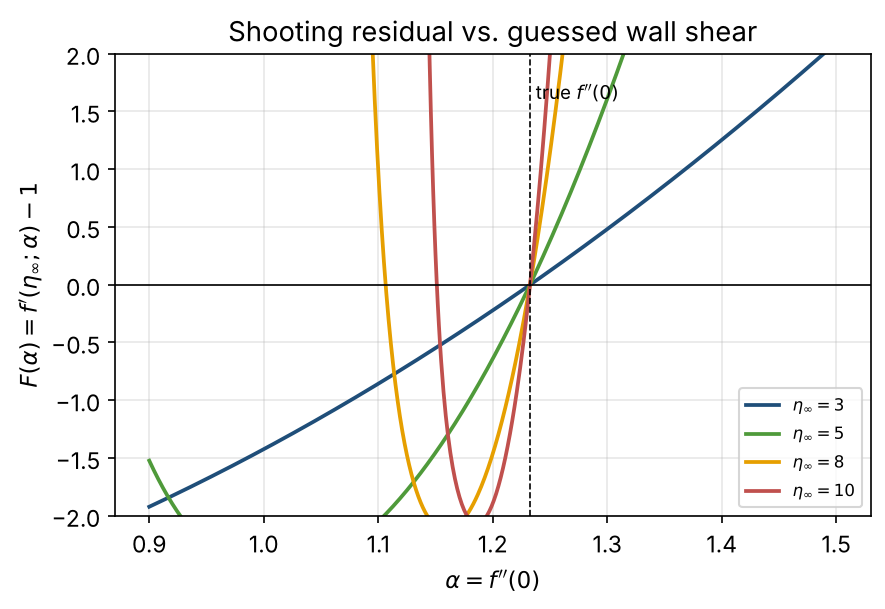 Shooting residual vs. guessed wall shear
F(α) = f′(η∞; α) − 1
2.0
1.5
1.0
0.5
0.0
−0.5
−1.0
−1.5
−2.0
true f′′(0)
η∞ = 3
η∞ = 5
η∞ = 8
η∞ = 10
0.9 1.0 1.1 1.2 1.3 1.4 1.5
α = f′′(0)